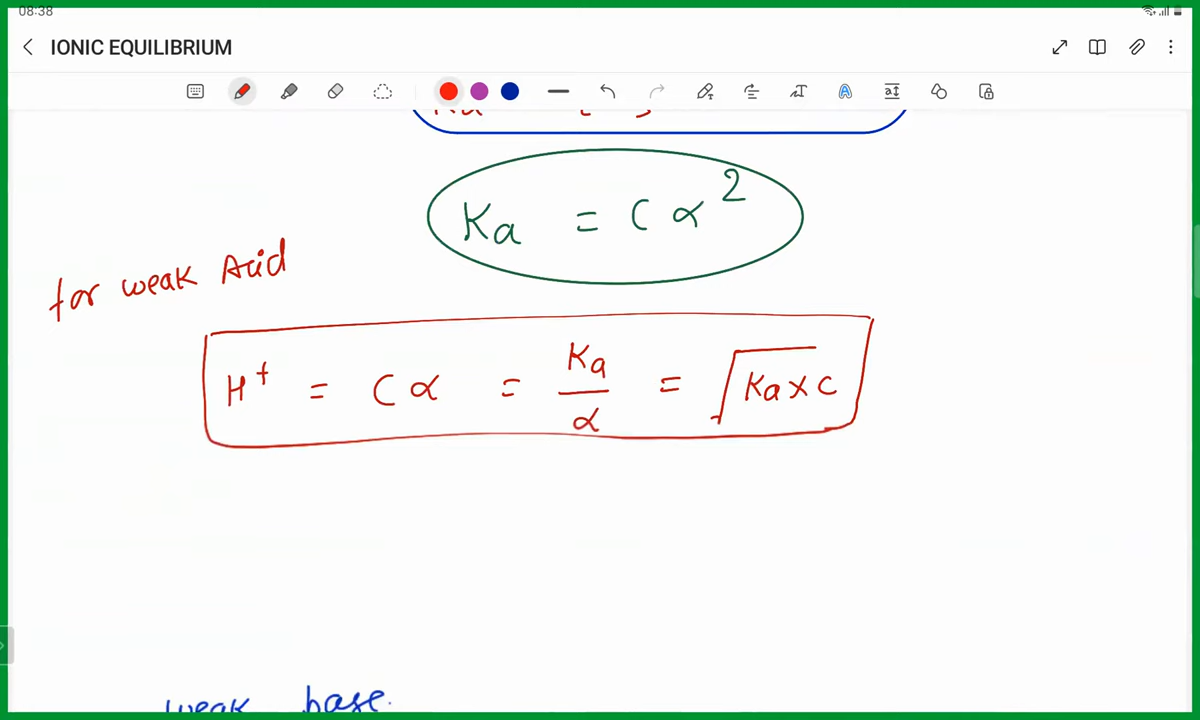 08:38
IONIC EQUILIBRIUM
Ka = Cα²
for weak Acid
H⁺ = Cα = Ka/α = √Ka×C
weak base.